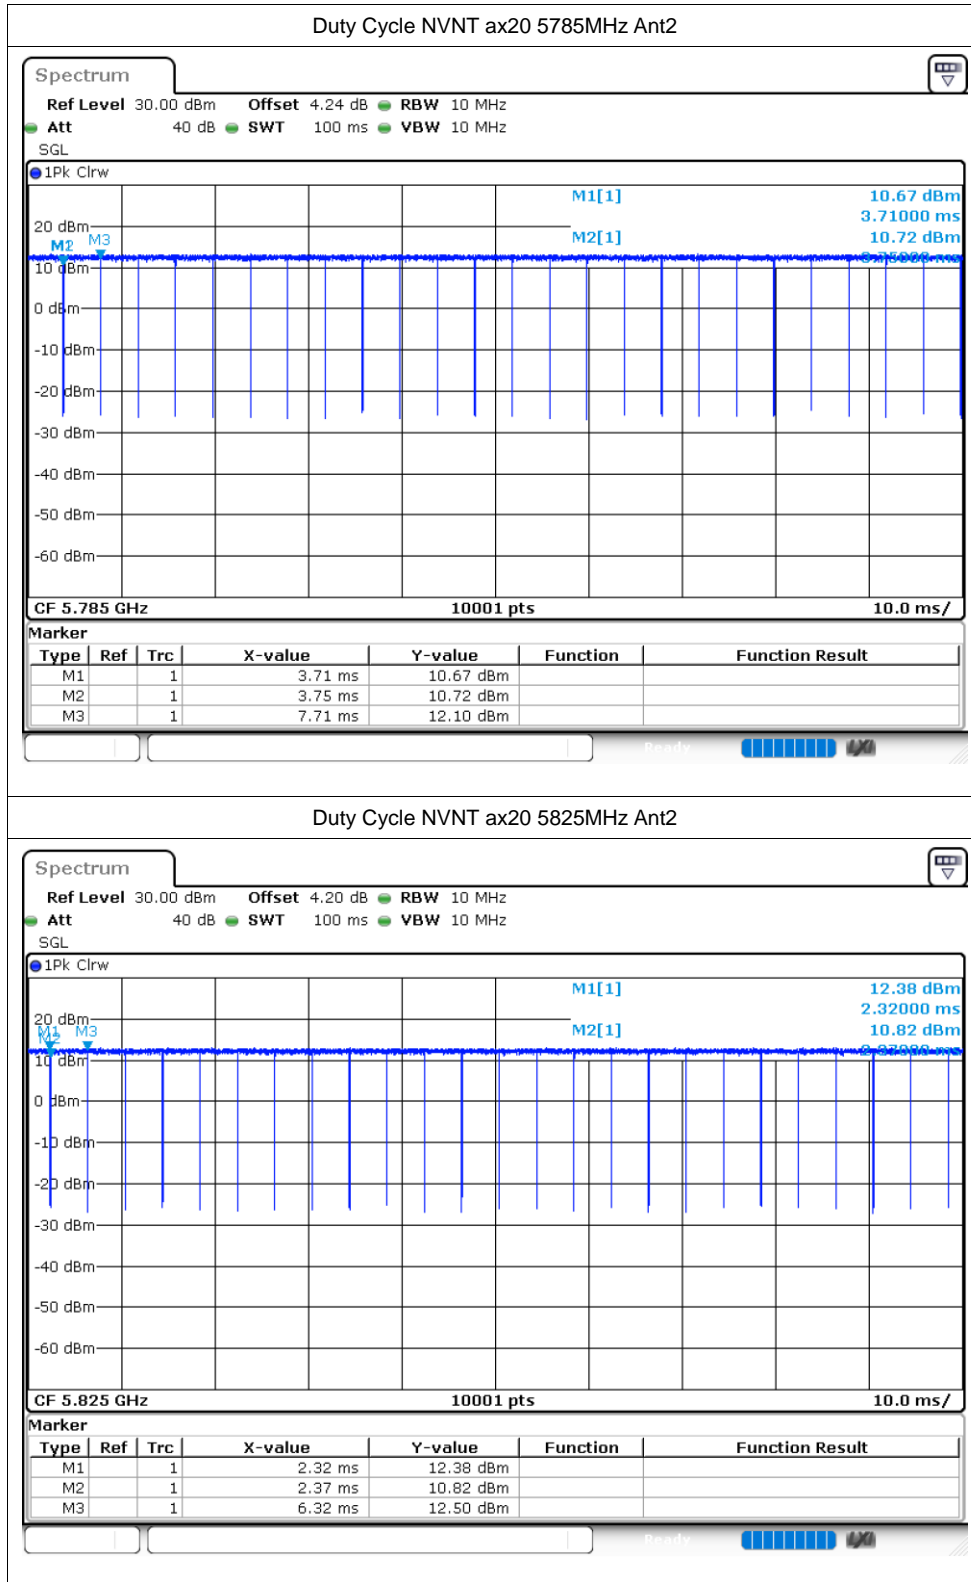 Duty Cycle NVNT ax20 5785MHz Ant2
Spectrum
Ref Level 30.00 dBm Offset 4.24 dB RBW 10 MHz
Att 40 dB SWT 100 ms VBW 10 MHz
SGL
1Pk Clrw
M1[1] 10.67 dBm
3.71000 ms
20 dBm
M2[1] 10.72 dBm
M2 M3
3.75000 ms
10 dBm
0 dBm
-10 dBm
-20 dBm
-30 dBm
-40 dBm
-50 dBm
-60 dBm
CF 5.785 GHz 10001 pts 10.0 ms/
Marker
Type Ref Trc X-value Y-value Function Function Result
M1 1 3.71 ms 10.67 dBm
M2 1 3.75 ms 10.72 dBm
M3 1 7.71 ms 12.10 dBm
Ready LXI
Duty Cycle NVNT ax20 5825MHz Ant2
Spectrum
Ref Level 30.00 dBm Offset 4.20 dB RBW 10 MHz
Att 40 dB SWT 100 ms VBW 10 MHz
SGL
1Pk Clrw
M1[1] 12.38 dBm
2.32000 ms
20 dBm
M2[1] 10.82 dBm
M1 M3
M2
2.37000 ms
10 dBm
0 dBm
-10 dBm
-20 dBm
-30 dBm
-40 dBm
-50 dBm
-60 dBm
CF 5.825 GHz 10001 pts 10.0 ms/
Marker
Type Ref Trc X-value Y-value Function Function Result
M1 1 2.32 ms 12.38 dBm
M2 1 2.37 ms 10.82 dBm
M3 1 6.32 ms 12.50 dBm
Ready LXI